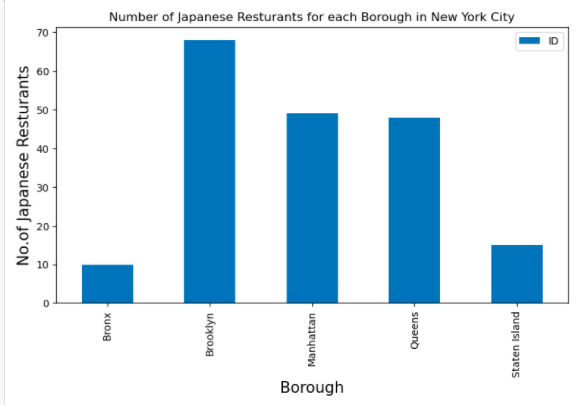 Number of Japanese Resturants for each Borough in New York City
ID
No.of Japanese Resturants
70
60
50
40
30
20
10
0
Bronx
Brooklyn
Manhattan
Queens
Staten Island
Borough